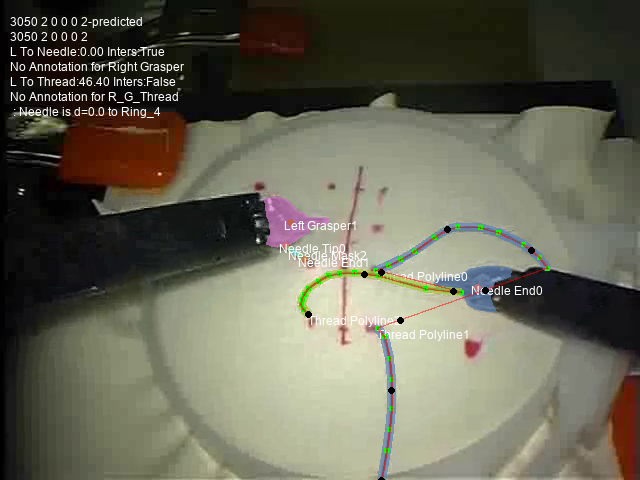 3050 2 0 0 0 2-predicted
3050 2 0 0 0 2
L To Needle:0.00 Inters:True
No Annotation for Right Grasper
L To Thread:46.40 Inters:False
No Annotation for R_G_Thread
: Needle is d=0.0 to Ring_4
Left Grasper1
Needle Tip0
Needle Mask2
Needle End1
Thread Polyline0
Needle End0
Thread Polyline
Thread Polyline1